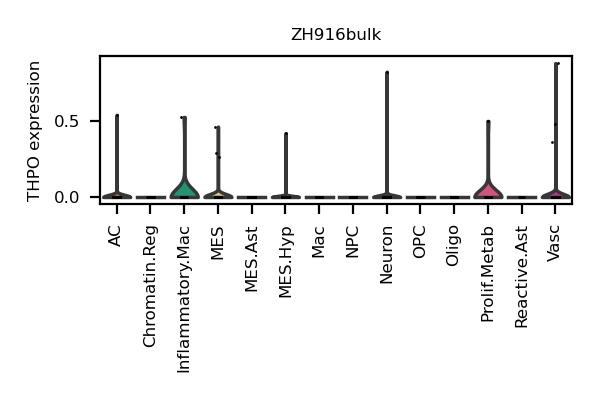 ZH916bulk
THPO expression
0.5
0.0
AC
Chromatin.Reg
Inflammatory.Mac
MES
MES.Ast
MES.Hyp
Mac
NPC
Neuron
OPC
Oligo
Prolif.Metab
Reactive.Ast
Vasc